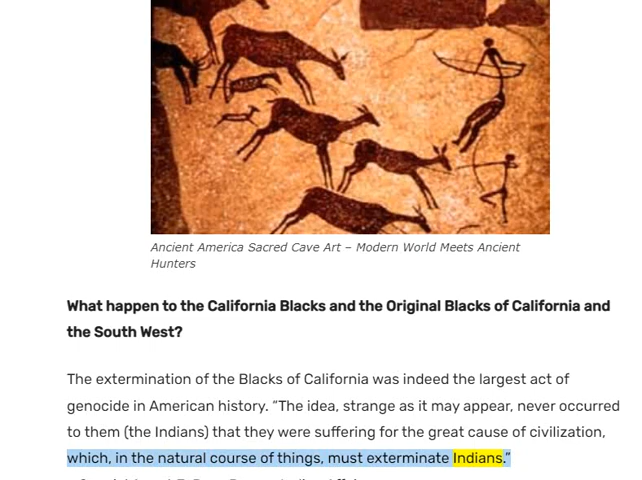 Ancient America Sacred Cave Art – Modern World Meets Ancient
Hunters
What happen to the California Blacks and the Original Blacks of California and
the South West?
The extermination of the Blacks of California was indeed the largest act of
genocide in American history. “The idea, strange as it may appear, never occurred
to them (the Indians) that they were suffering for the great cause of civilization,
which, in the natural course of things, must exterminate Indians.”